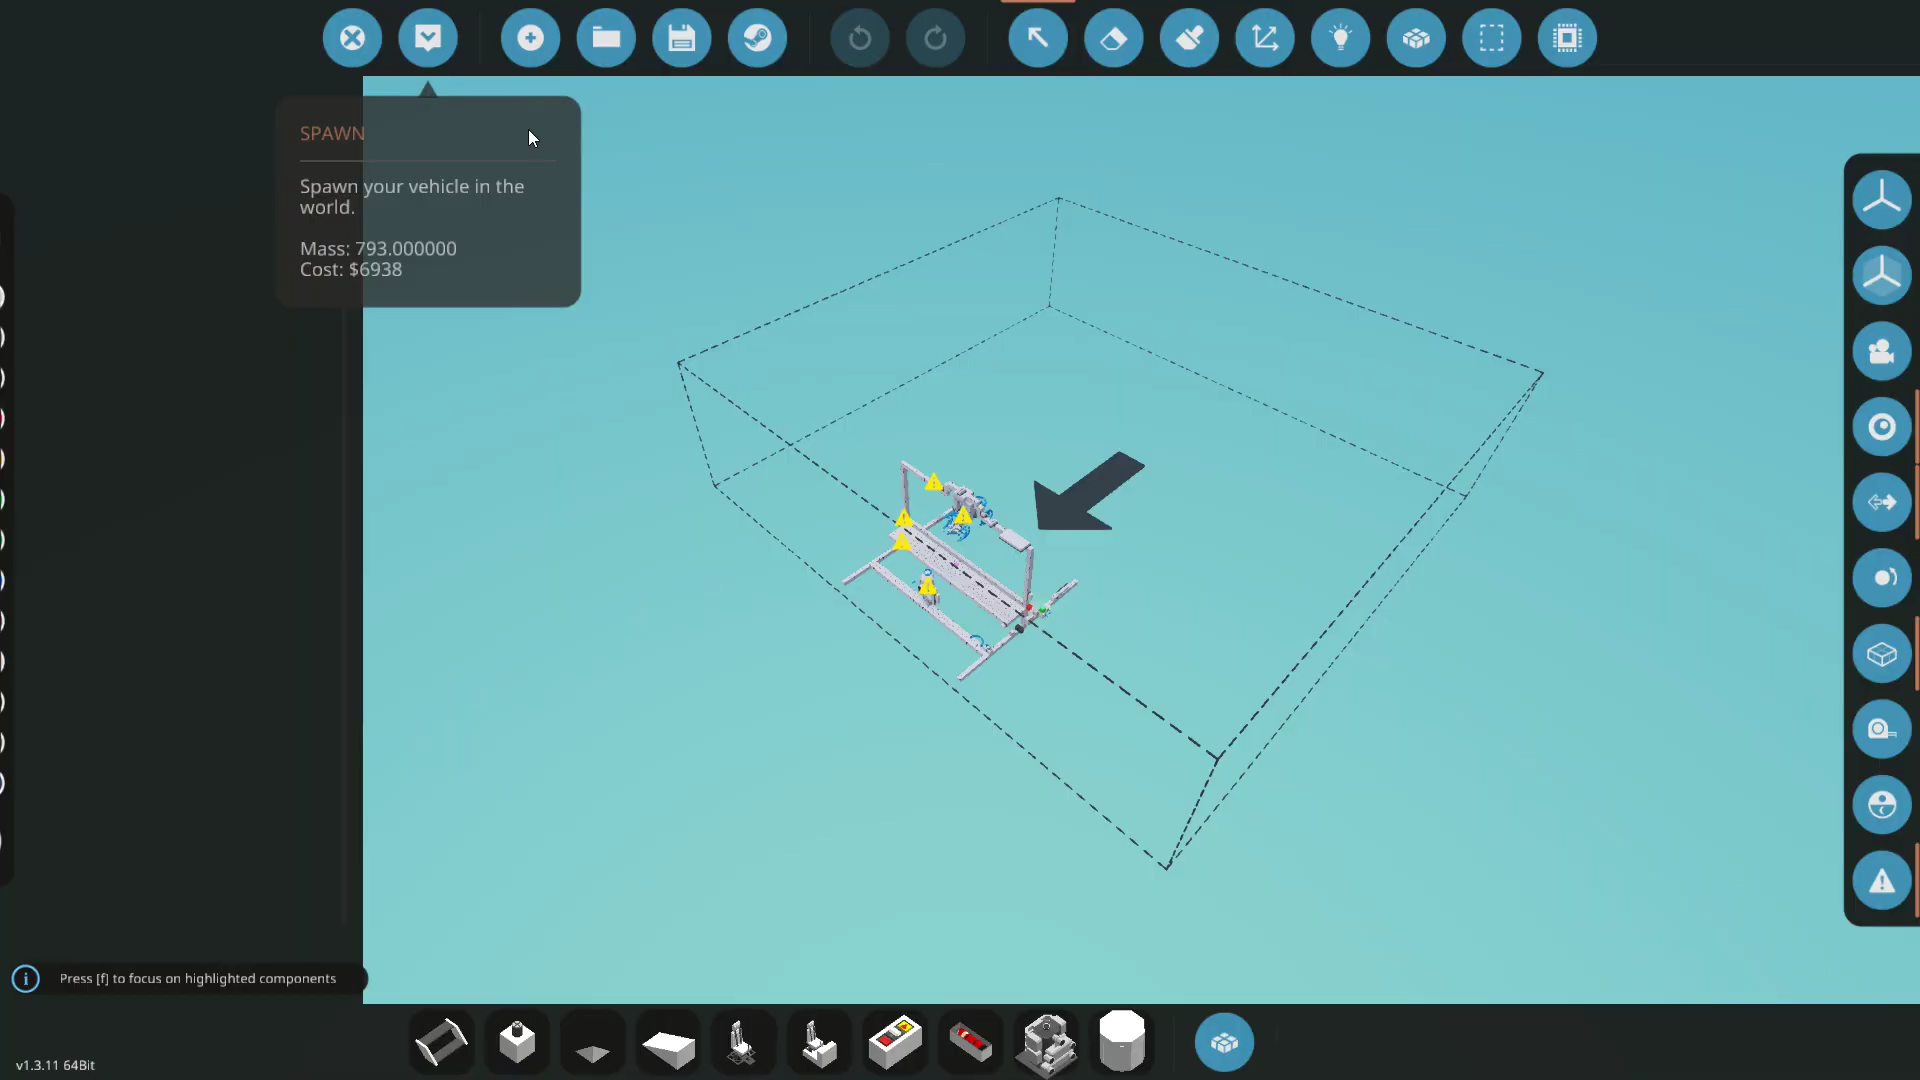 SPAWN
Spawn your vehicle in the
world.
Mass: 793.000000
Cost: $6938
Press [f] to focus on highlighted components
v1.3.11 64Bit